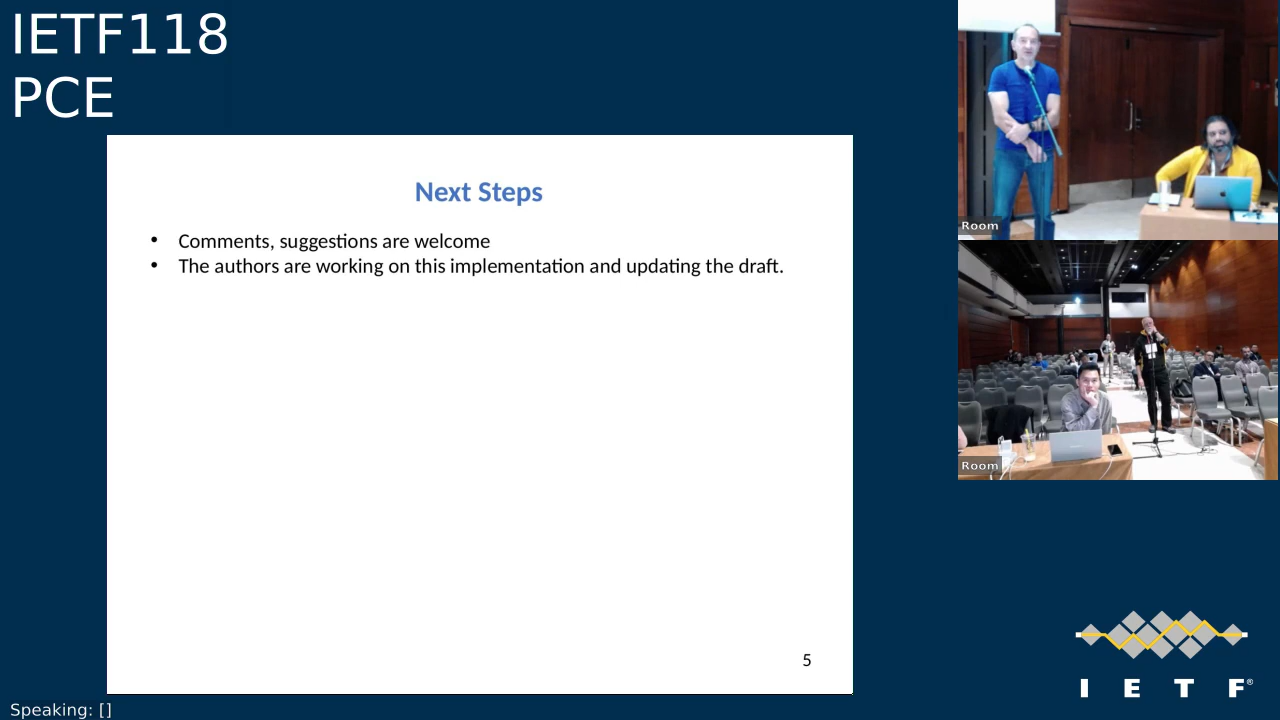 IETF118
PCE
Next Steps
• Comments, suggestions are welcome
• The authors are working on this implementation and updating the draft.
5
Room
Room
I E T F®
Speaking: []